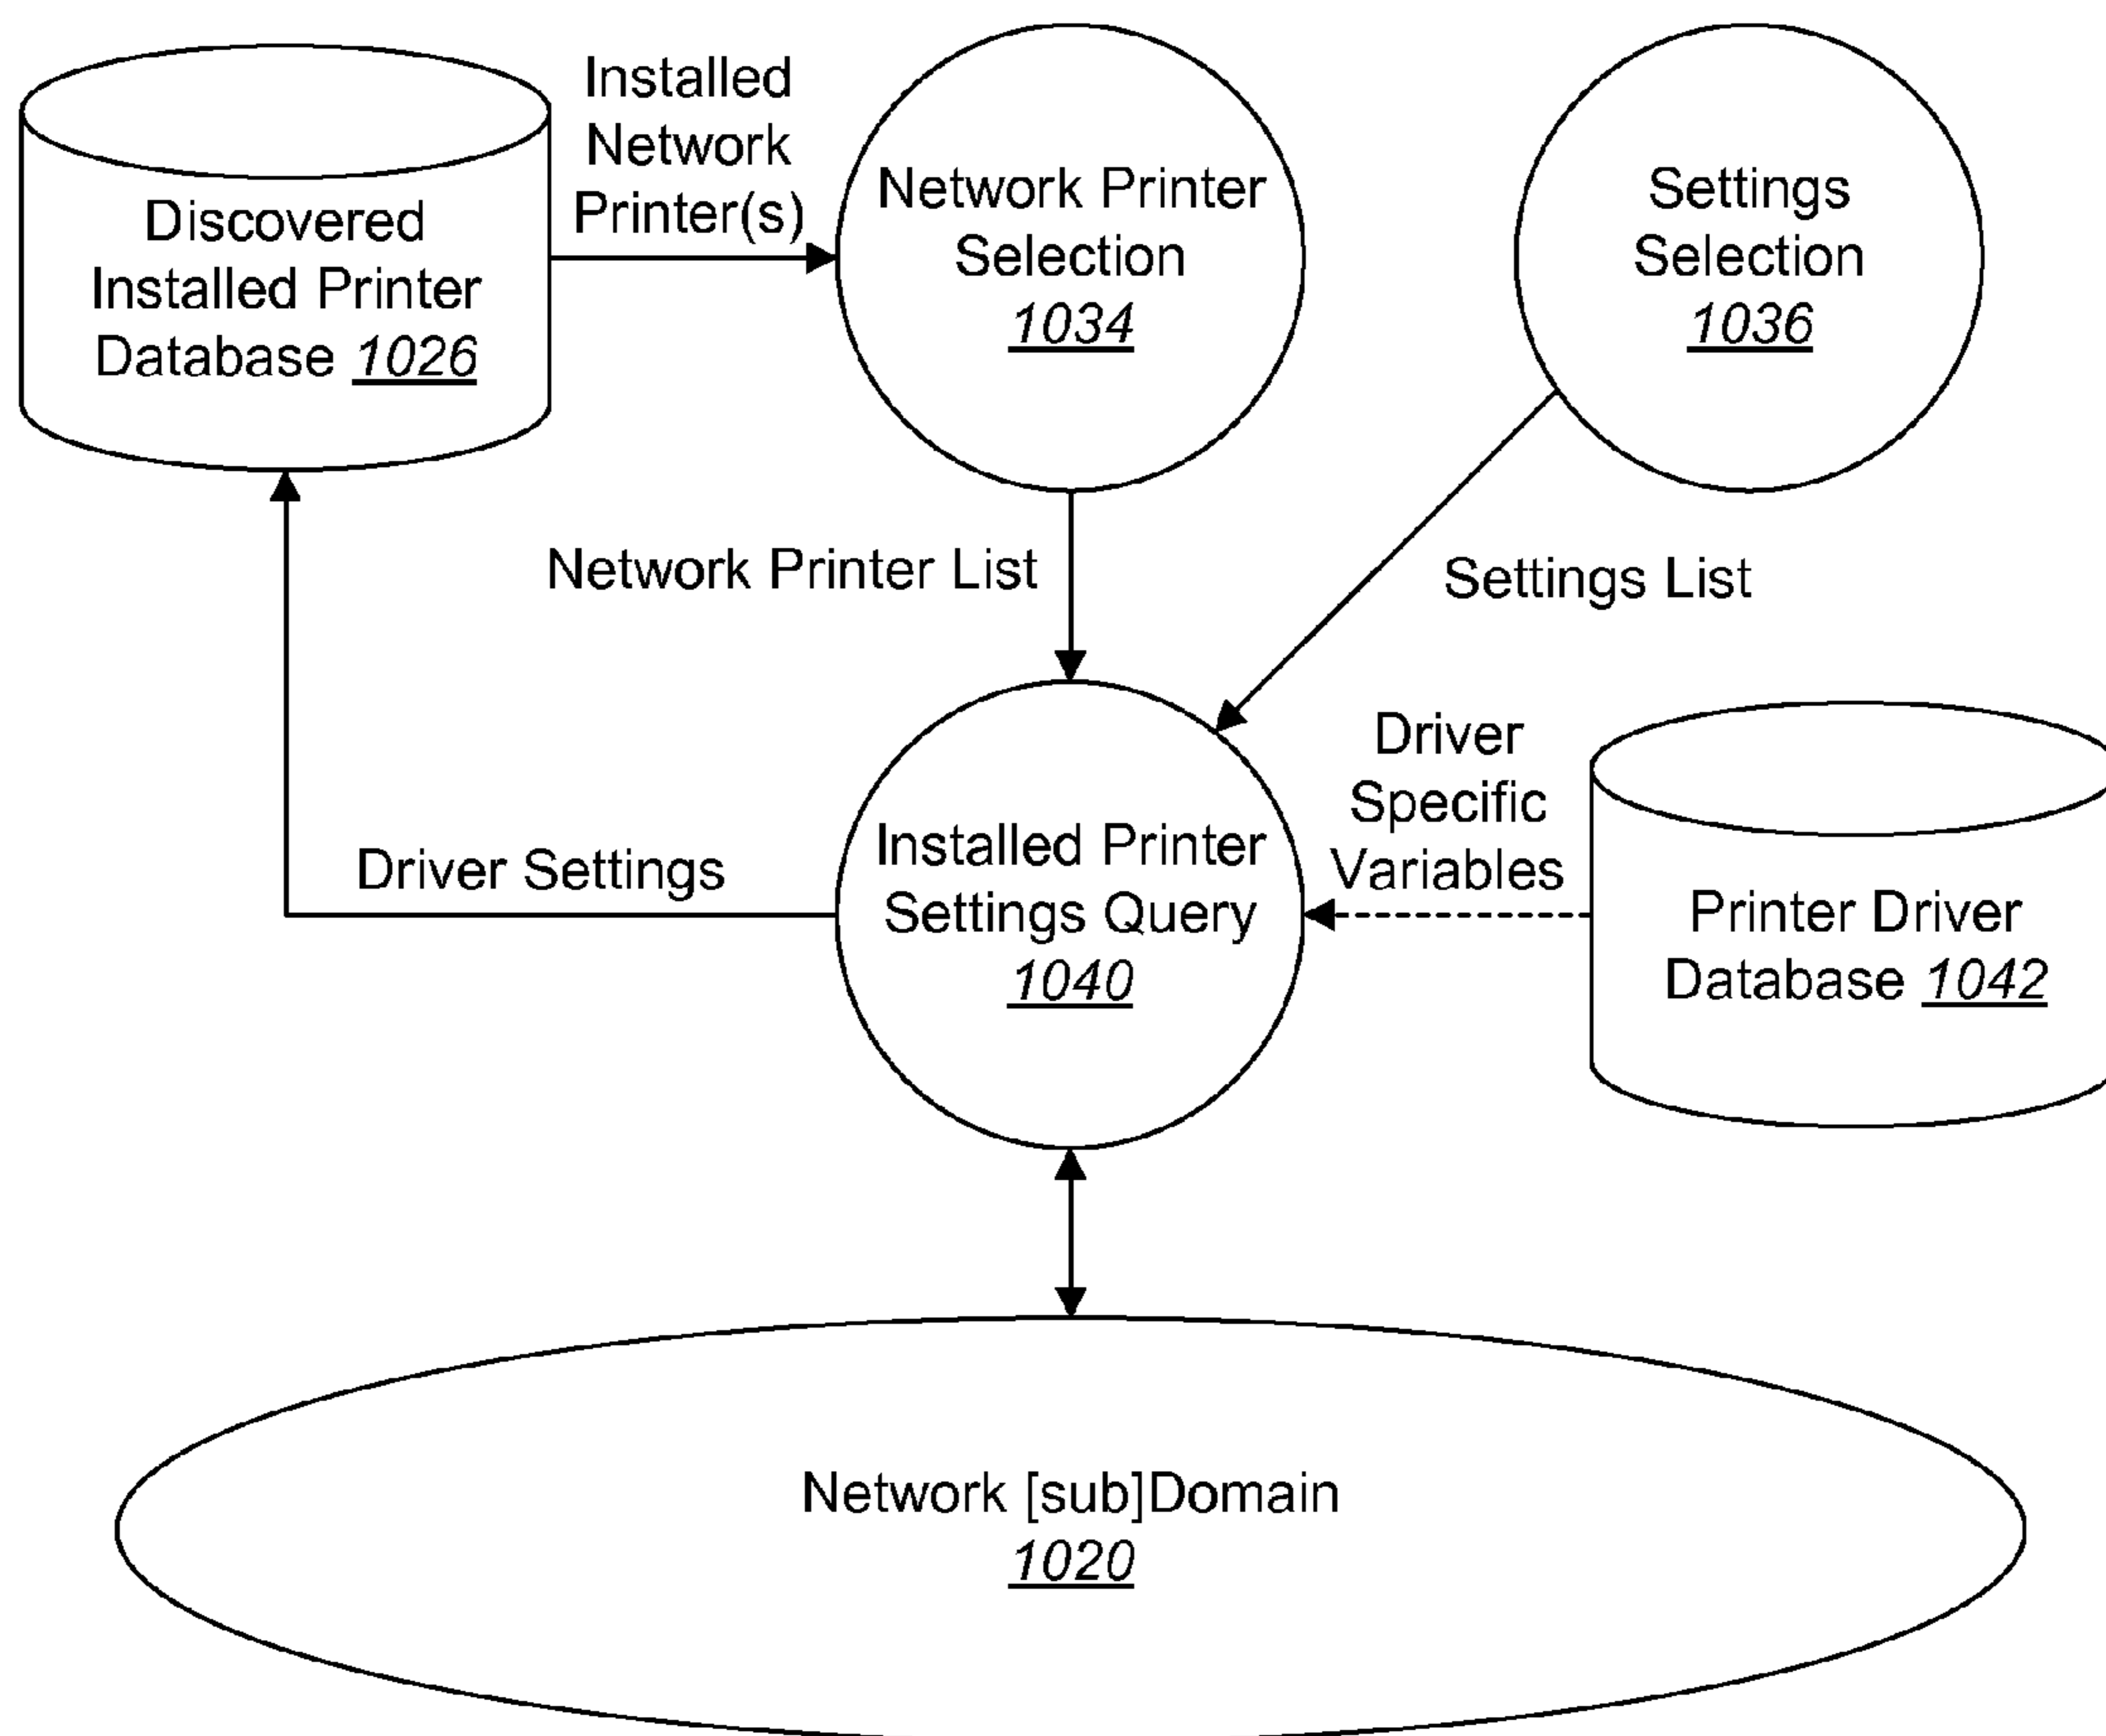 Discovered
Installed Printer
Database 1026
Installed
Network
Printer(s)
Network Printer
Selection
1034
Settings
Selection
1036
Network Printer List
Settings List
Driver Settings
Installed Printer
Settings Query
1040
Driver
Specific
Variables
Printer Driver
Database 1042
Network [sub]Domain
1020